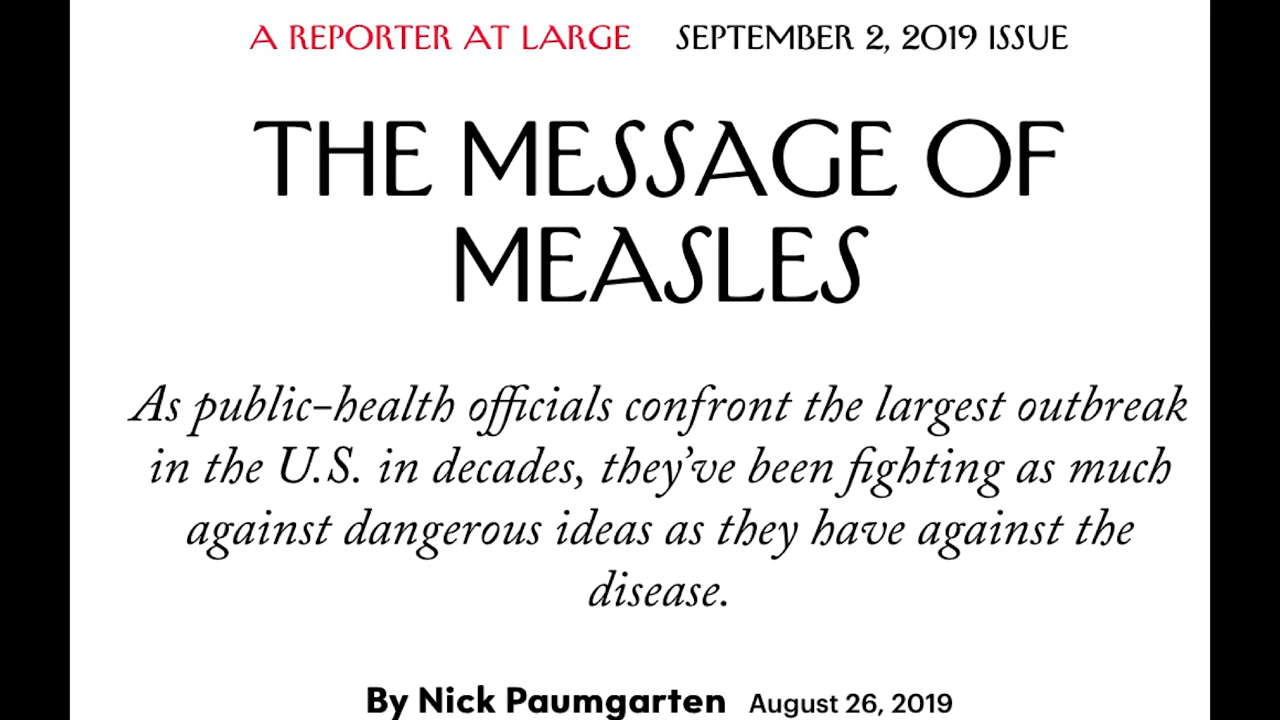 A REPORTER AT LARGE SEPTEMBER 2, 2019 ISSUE
THE MESSAGE OF
MEASLES
As public-health officials confront the largest outbreak
in the U.S. in decades, they’ve been fighting as much
against dangerous ideas as they have against the
disease.
By Nick Paumgarten August 26, 2019